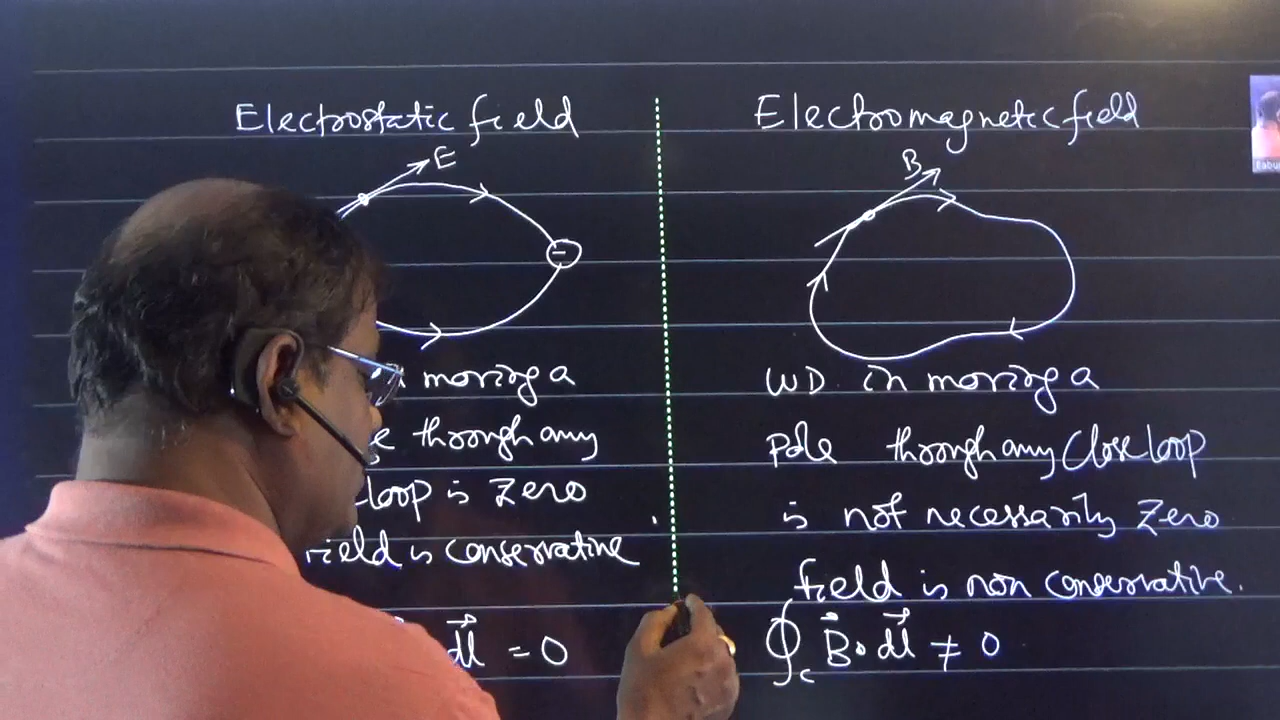 Electrostatic field
E
−
moving a
through any
loop is zero
field is conservative
dl = 0
Electromagnetic field
B
WD in moving a
pole through any Close loop
is not necessarily zero
field is non conservative.
∮c B • dl ≠ 0